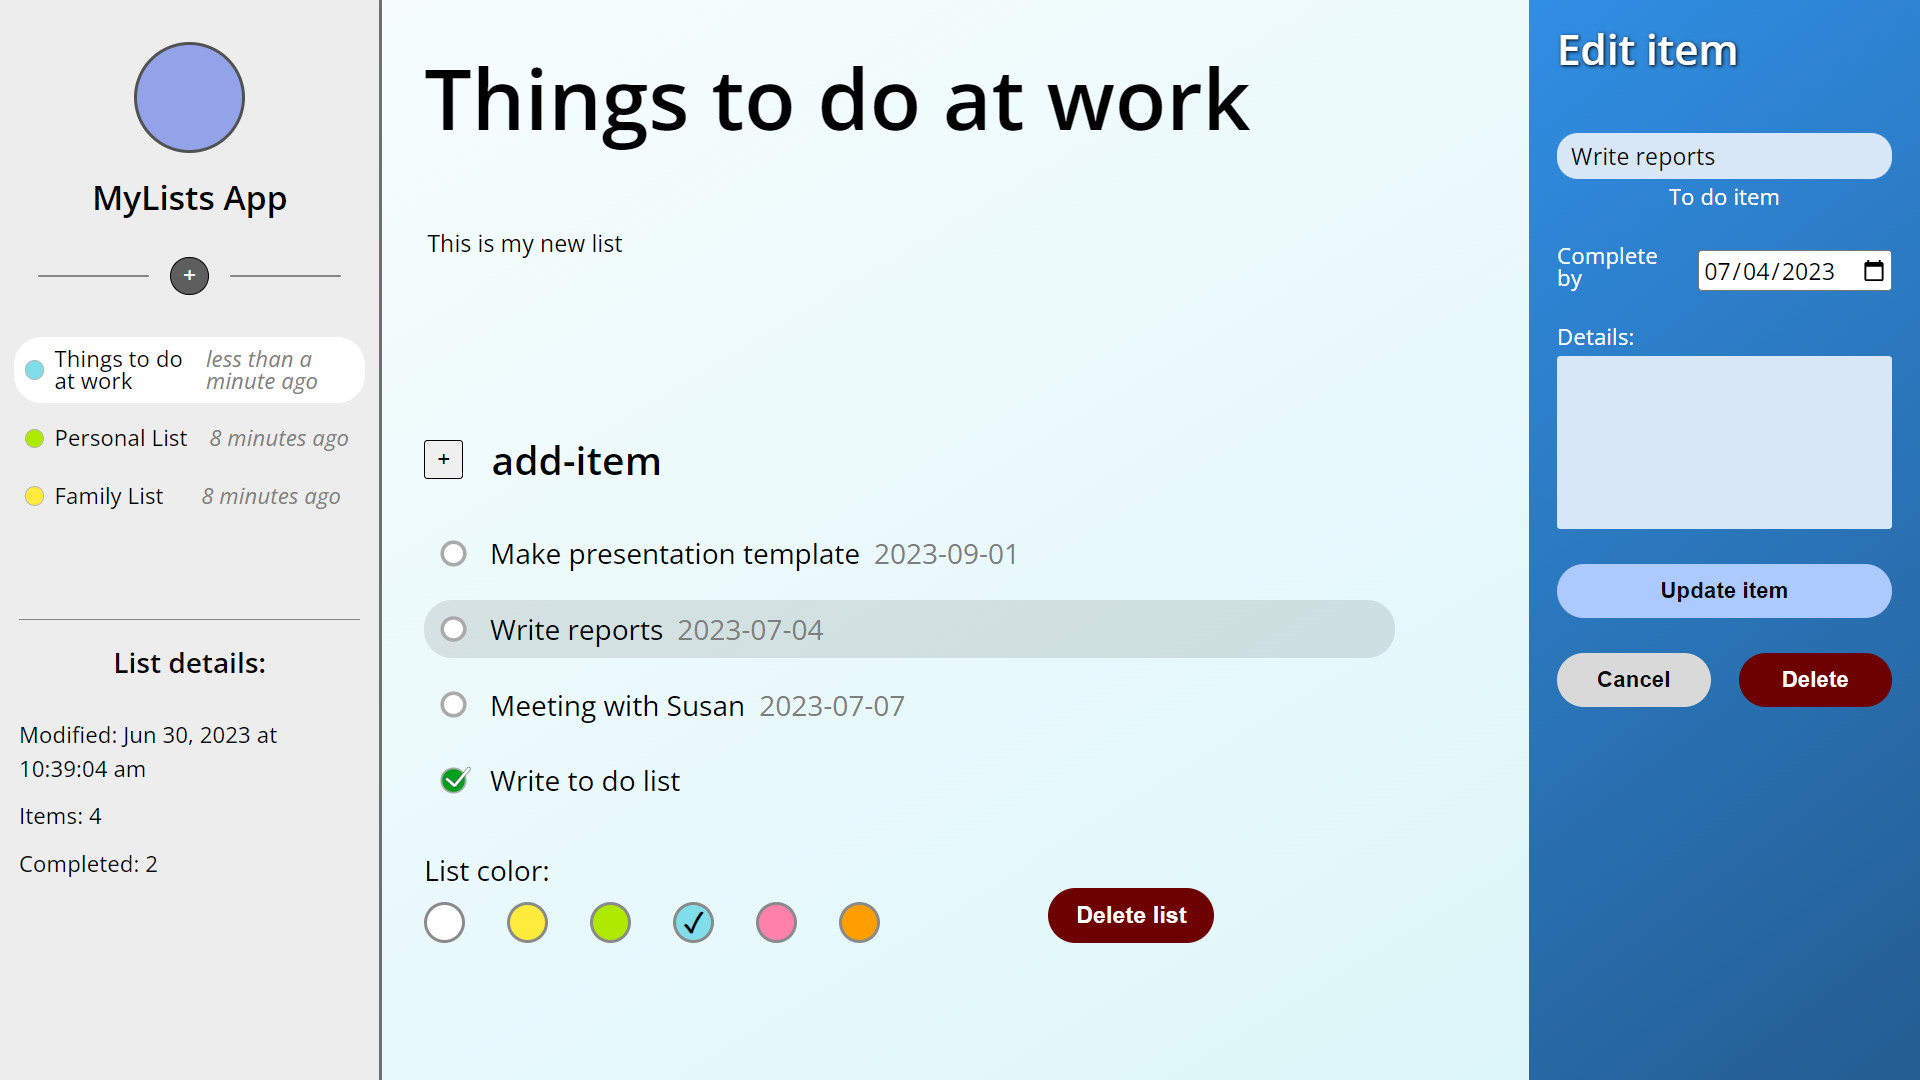 MyLists App
+
Things to do
at work
less than a
minute ago
Personal List 8 minutes ago
Family List 8 minutes ago
List details:
Modified: Jun 30, 2023 at
10:39:04 am
Items: 4
Completed: 2
Things to do at work
This is my new list
+ add-item
Make presentation template 2023-09-01
Write reports 2023-07-04
Meeting with Susan 2023-07-07
Write to do list
List color:
Delete list
Edit item
Write reports
To do item
Complete
by
07/04/2023
Details:
Update item
Cancel Delete